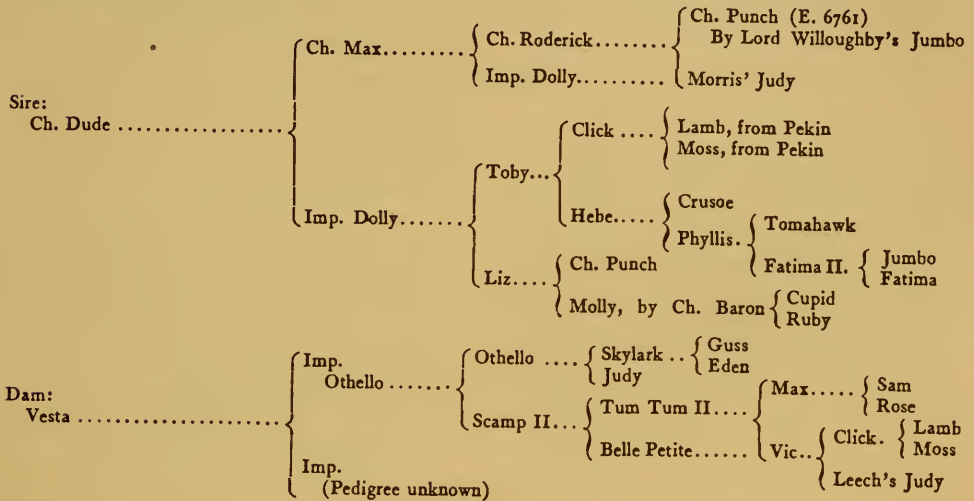 Sire:
Ch. Dude ....................
Ch. Max ........
Ch. Roderick......
Ch. Punch (E. 6761)
By Lord Willoughby's Jumbo
Imp. Dolly..........
Morris' Judy
Imp. Dolly........
Toby...
Click ....
Lamb, from Pekin
Moss, from Pekin
Hebe.....
Crusoe
Phyllis.
Tomahawk
Fatima II.
Jumbo
Fatima
Liz....
Ch. Punch
Molly, by Ch. Baron
Cupid
Ruby
Dam:
Vesta .........................
Imp.
Othello ......
Othello ....
Skylark ..
Guss
Eden
Judy
Scamp II...
Tum Tum II....
Belle Petite......
Max.....
Sam
Rose
Vic..
Click.
Lamb
Moss
Leech's Judy
Imp.
(Pedigree unknown)